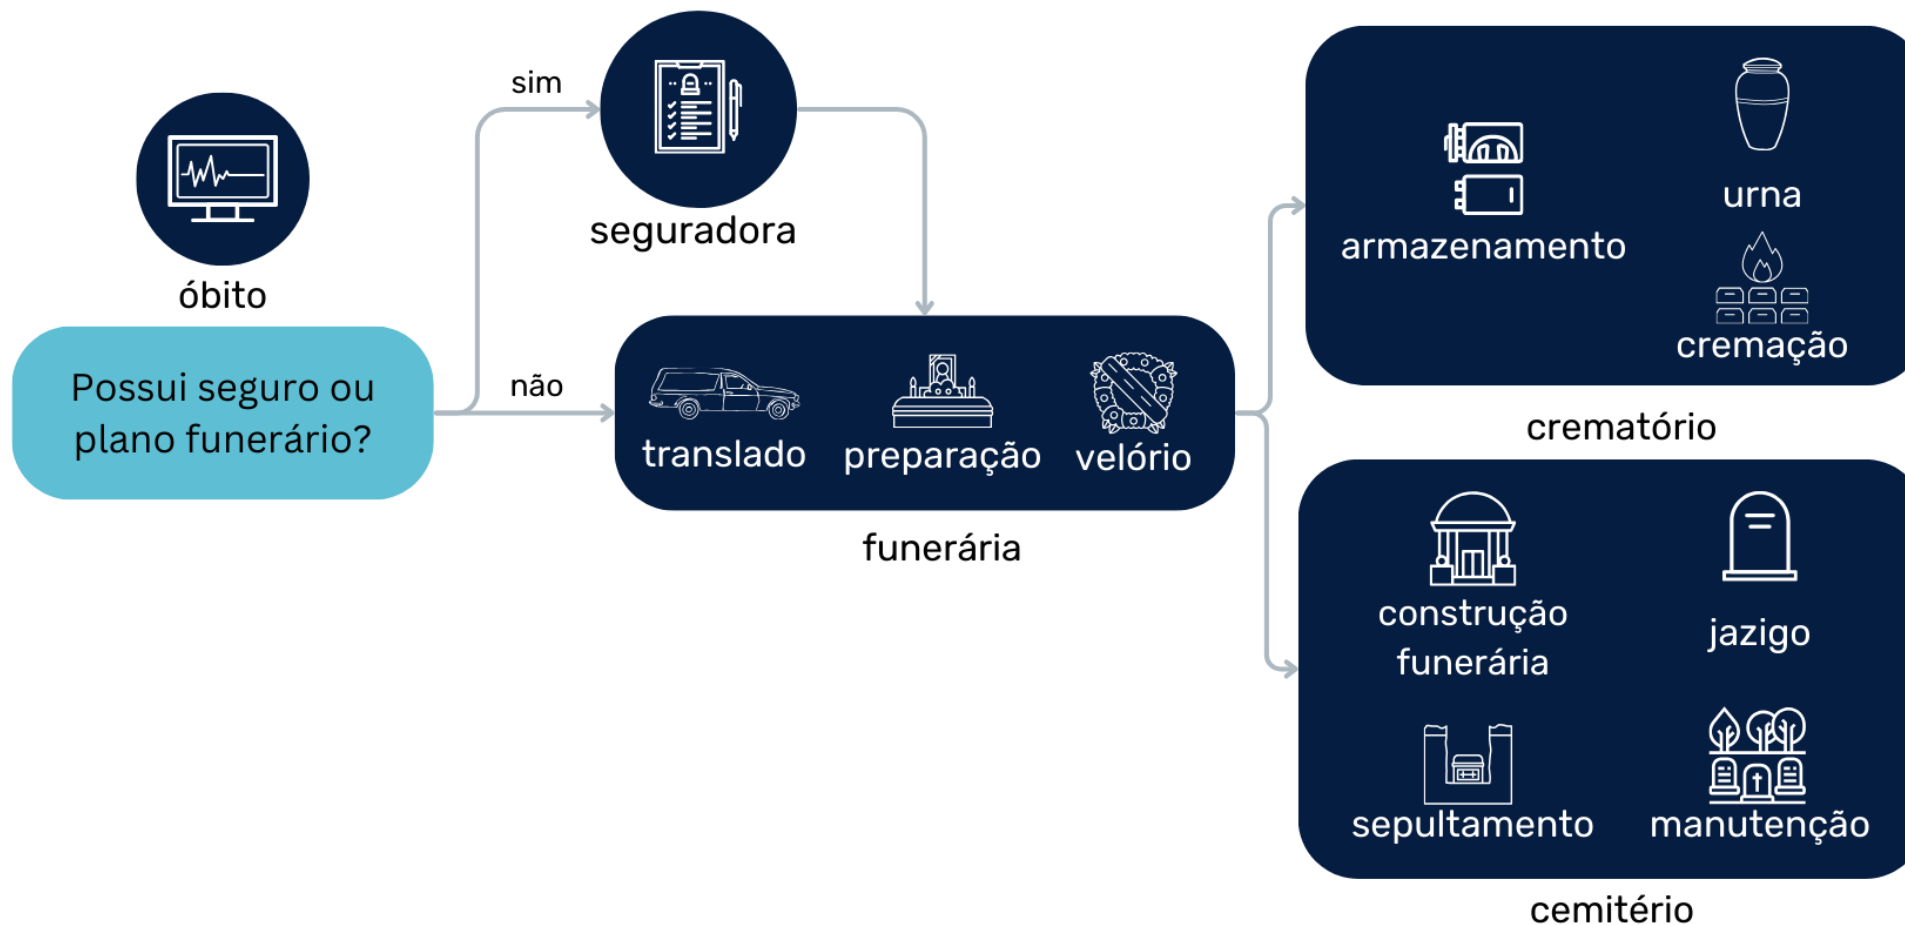 óbito
Possui seguro ou
plano funerário?
sim
não
seguradora
translado
preparação
velório
funerária
armazenamento
urna
cremação
crematório
construção
funerária
jazigo
sepultamento
manutenção
cemitério